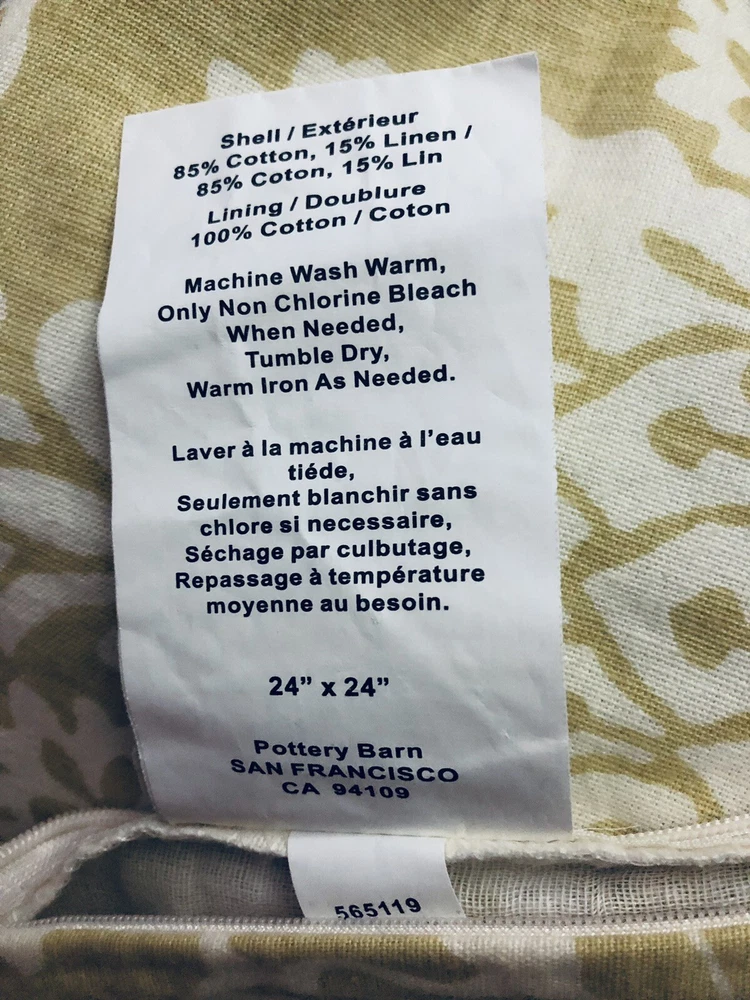 Shell / Extérieur
85% Cotton, 15% Linen /
85% Coton, 15% Lin
Lining / Doublure
100% Cotton / Coton
Machine Wash Warm,
Only Non Chlorine Bleach
When Needed,
Tumble Dry,
Warm Iron As Needed.
Laver à la machine à l'eau
tiéde,
Seulement blanchir sans
chlore si necessaire,
Séchage par culbutage,
Repassage à température
moyenne au besoin.
24” x 24”
Pottery Barn
SAN FRANCISCO
CA 94109
565119